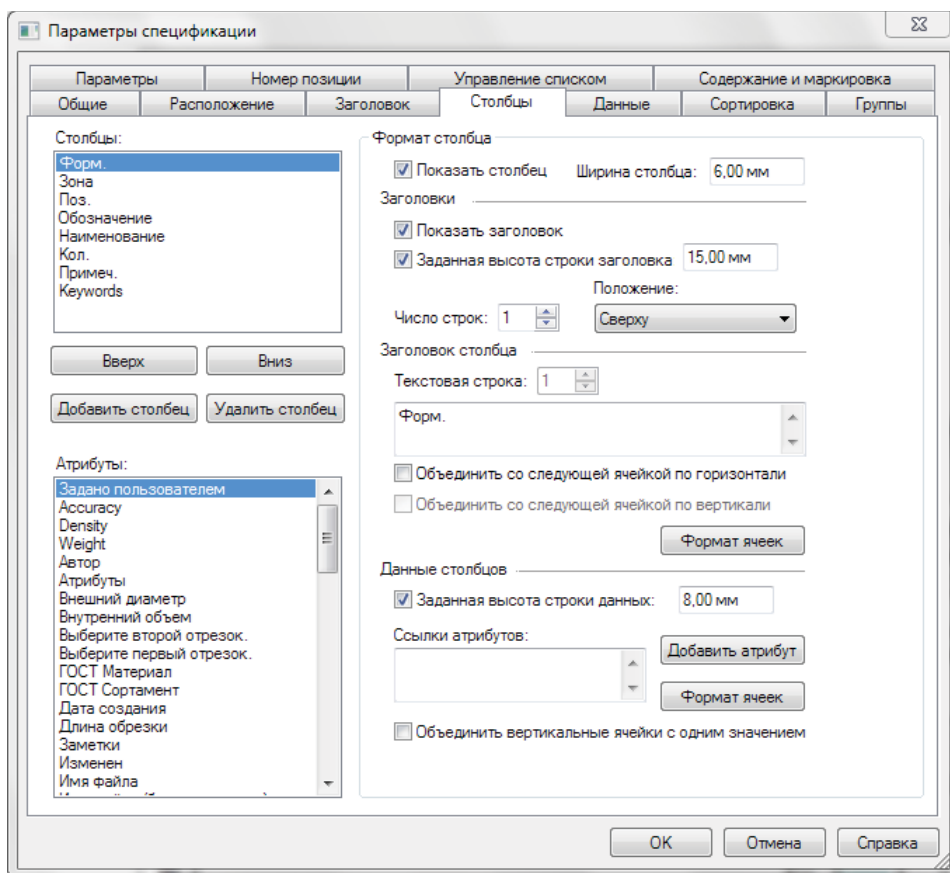 Параметры спецификации
Параметры Номер позиции Управление списком Содержание и маркировка
Общие Расположение Заголовок Столбцы Данные Сортировка Группы
Столбцы:
Форм.
Зона
Поз.
Обозначение
Наименование
Кол.
Примеч.
Keywords
Вверх Вниз
Добавить столбец Удалить столбец
Атрибуты:
Задано пользователем
Accuracy
Density
Weight
Автор
Атрибуты
Внешний диаметр
Внутренний объем
Выберите второй отрезок.
Выберите первый отрезок.
ГОСТ Материал
ГОСТ Сортамент
Дата создания
Длина обрезки
Заметки
Изменен
Имя файла
Формат столбца
Показать столбец Ширина столбца: 6,00 мм
Заголовки
Показать заголовок
Заданная высота строки заголовка 15,00 мм
Положение:
Число строк: 1 Сверху
Заголовок столбца
Текстовая строка: 1
Форм.
Объединить со следующей ячейкой по горизонтали
Объединить со следующей ячейкой по вертикали
Формат ячеек
Данные столбцов
Заданная высота строки данных: 8,00 мм
Ссылки атрибутов:
Добавить атрибут
Формат ячеек
Объединить вертикальные ячейки с одним значением
OK Отмена Справка